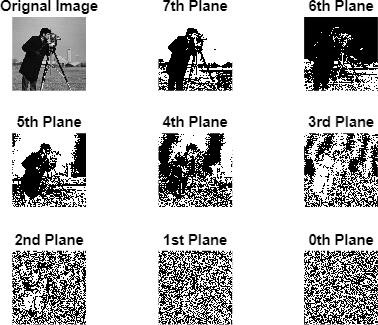 Orignal Image
7th Plane
6th Plane
5th Plane
4th Plane
3rd Plane
2nd Plane
1st Plane
0th Plane